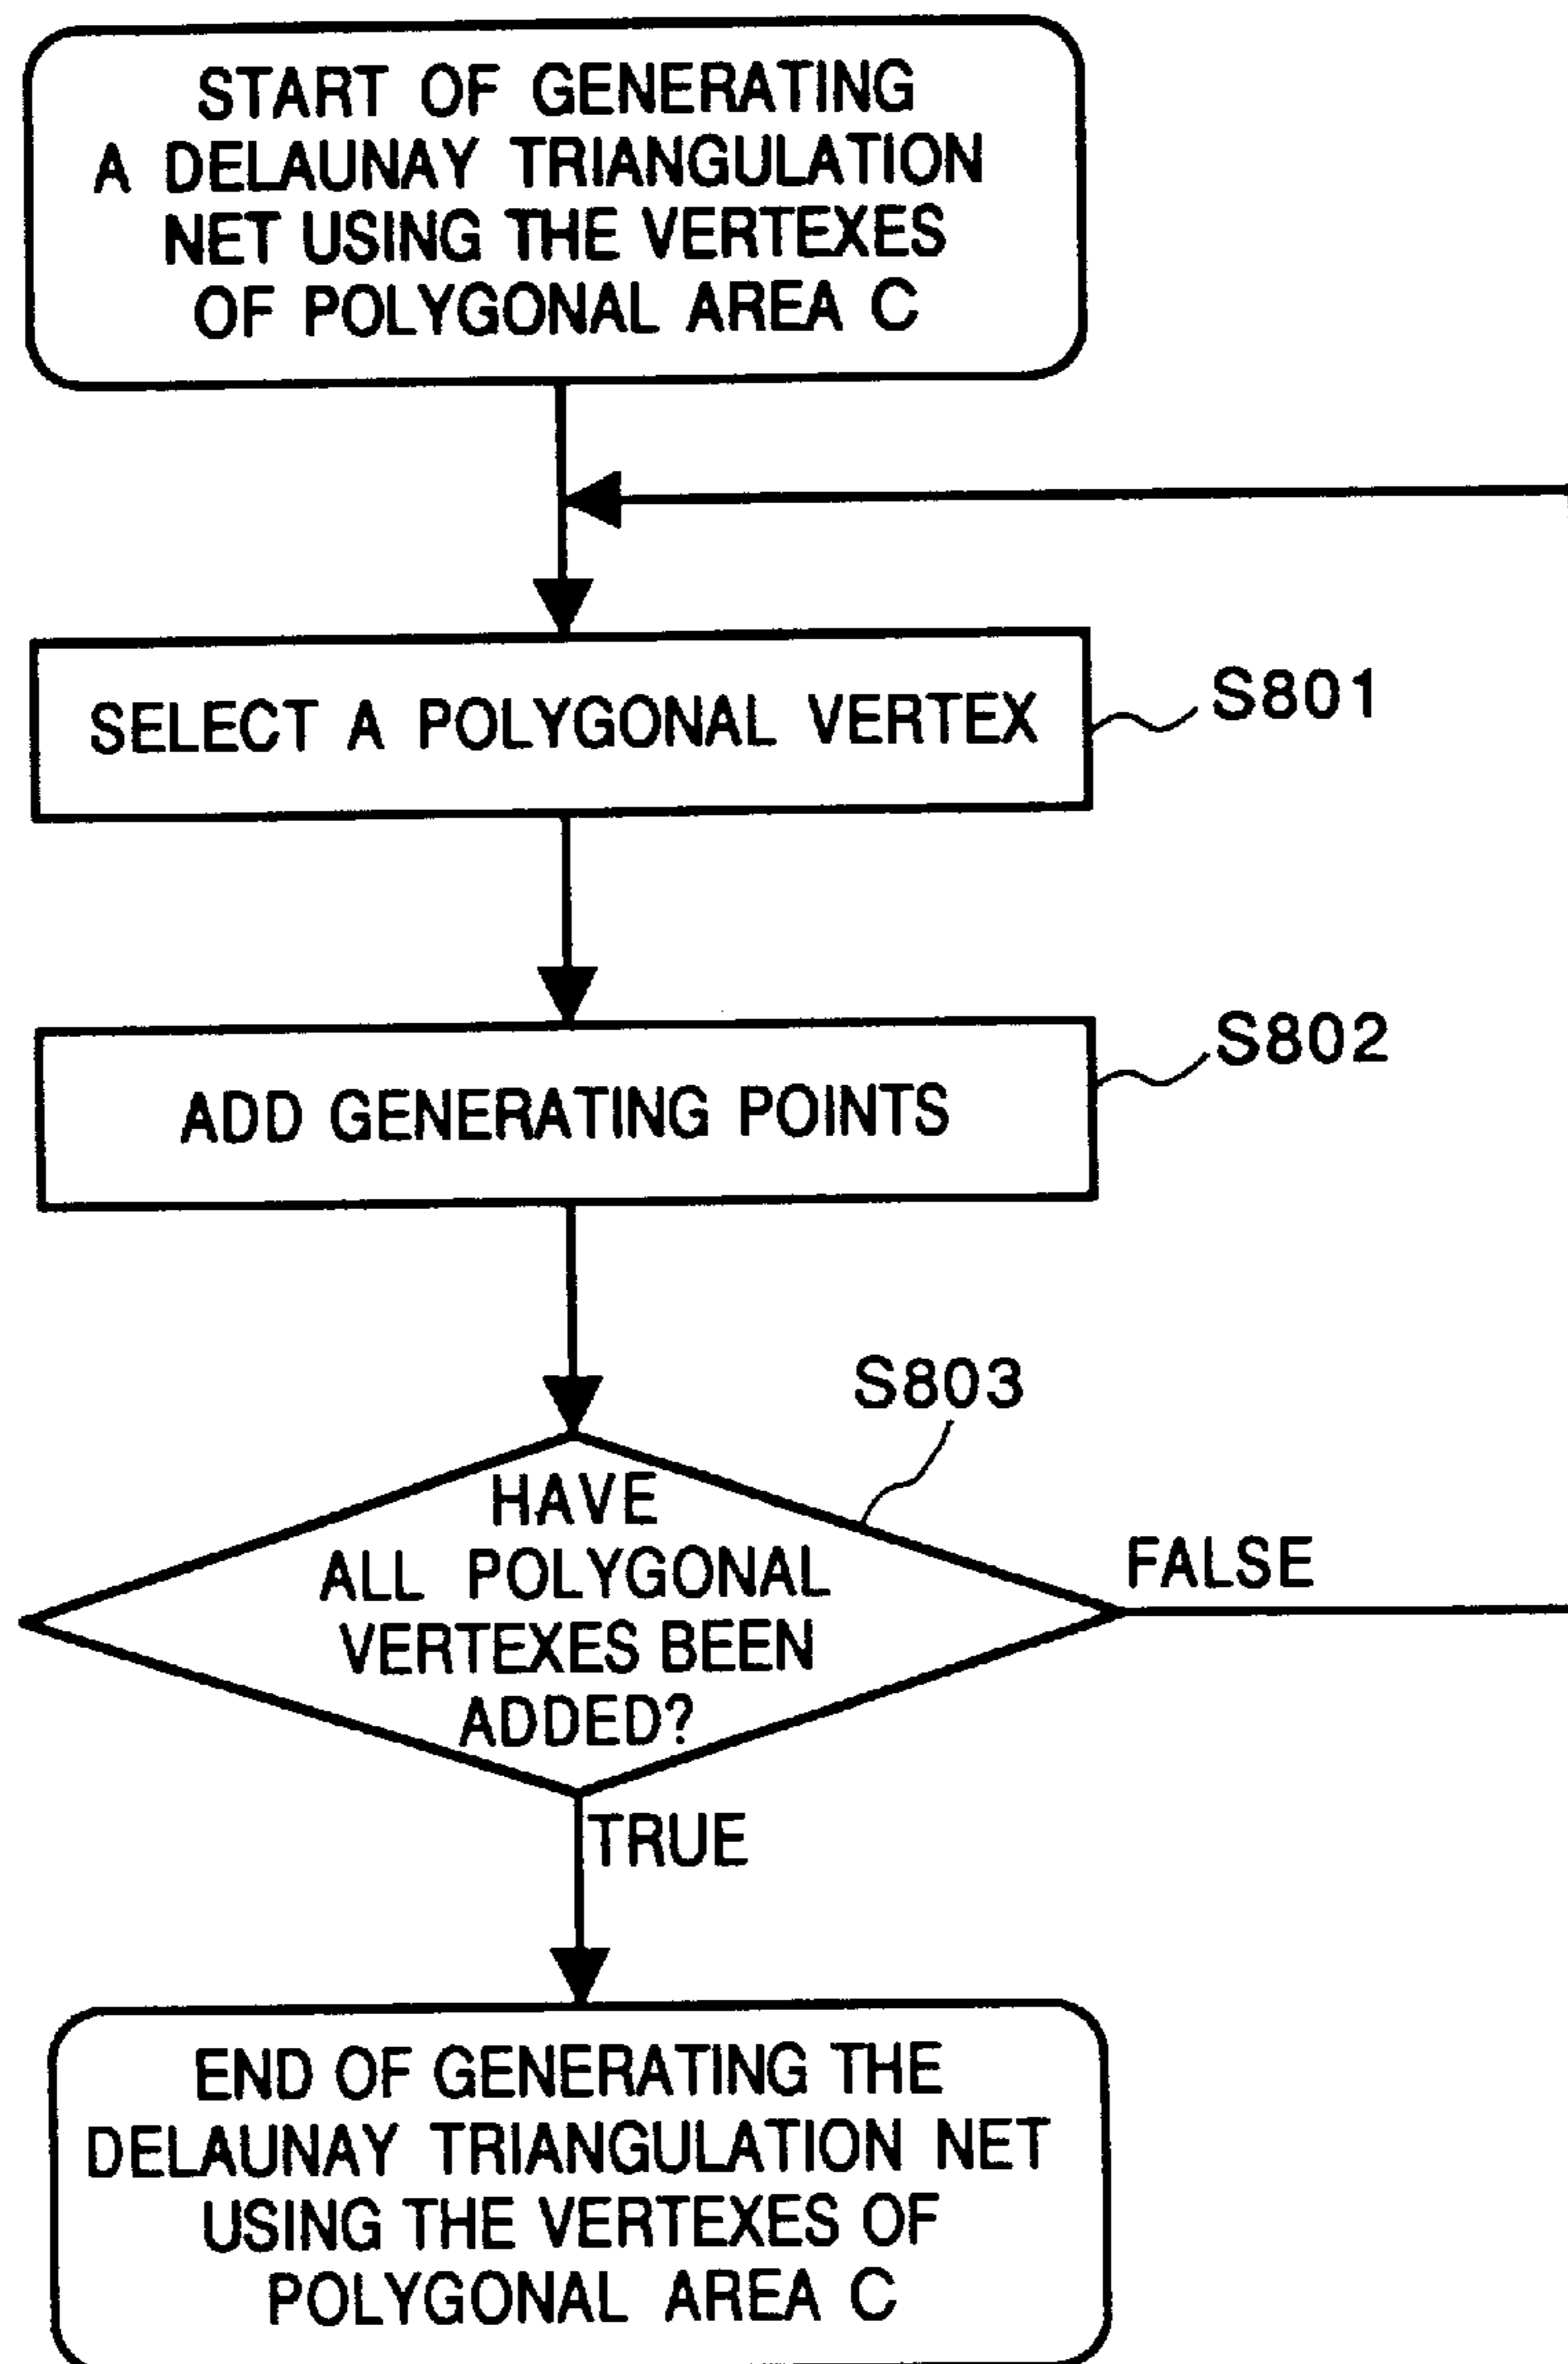 START OF GENERATING
A DELAUNAY TRIANGULATION
NET USING THE VERTEXES
OF POLYGONAL AREA C
SELECT A POLYGONAL VERTEX
S801
S802
ADD GENERATING POINTS
S803
HAVE
ALL POLYGONAL
VERTEXES BEEN
ADDED?
FALSE
TRUE
END OF GENERATING THE
DELAUNAY TRIANGULATION NET
USING THE VERTEXES OF
POLYGONAL AREA C